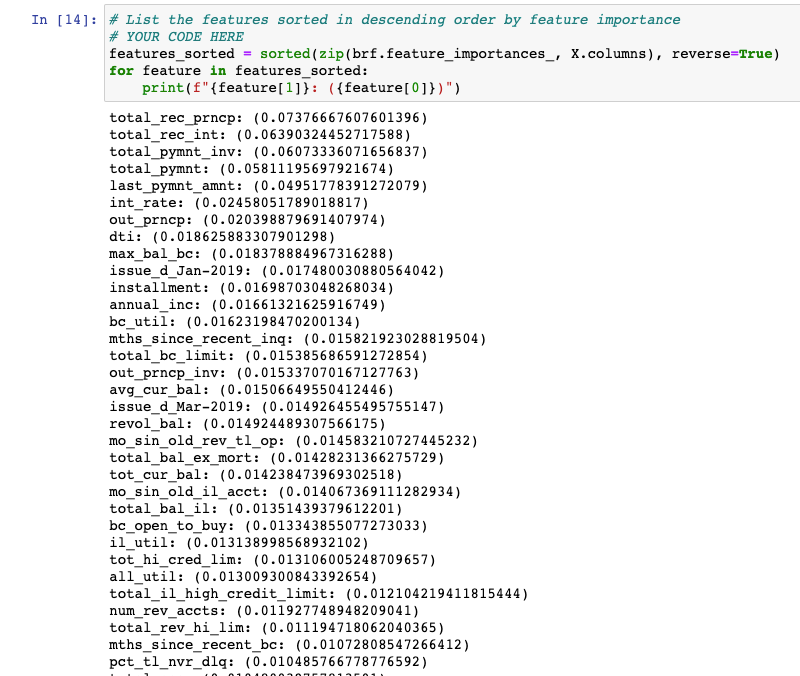 In [14]: # List the features sorted in descending order by feature importance
# YOUR CODE HERE
features_sorted = sorted(zip(brf.feature_importances_, X.columns), reverse=True)
for feature in features_sorted:
print(f"{feature[1]}: ({feature[0]})")
total_rec_prncp: (0.07376667607601396)
total_rec_int: (0.06390324452717588)
total_pymnt_inv: (0.06073336071656837)
total_pymnt: (0.05811195697921674)
last_pymnt_amnt: (0.04951778391272079)
int_rate: (0.02458051789018817)
out_prncp: (0.020398879691407974)
dti: (0.018625883307901298)
max_bal_bc: (0.018378884967316288)
issue_d_Jan-2019: (0.017480030880564042)
installment: (0.01698703048268034)
annual_inc: (0.01661321625916749)
bc_util: (0.01623198470200134)
mths_since_recent_inq: (0.015821923028819504)
total_bc_limit: (0.015385686591272854)
out_prncp_inv: (0.015337070167127763)
avg_cur_bal: (0.01506649550412446)
issue_d_Mar-2019: (0.014926455495755147)
revol_bal: (0.014924489307566175)
mo_sin_old_rev_tl_op: (0.014583210727445232)
total_bal_ex_mort: (0.01428231366275729)
tot_cur_bal: (0.014238473969302518)
mo_sin_old_il_acct: (0.014067369111282934)
total_bal_il: (0.01351439379612201)
bc_open_to_buy: (0.013343855077273033)
il_util: (0.013138998568932102)
tot_hi_cred_lim: (0.013106005248709657)
all_util: (0.013009300843392654)
total_il_high_credit_limit: (0.012104219411815444)
num_rev_accts: (0.011927748948209041)
total_rev_hi_lim: (0.011194718062040365)
mths_since_recent_bc: (0.01072808547266412)
pct_tl_nvr_dlq: (0.010485766778776592)